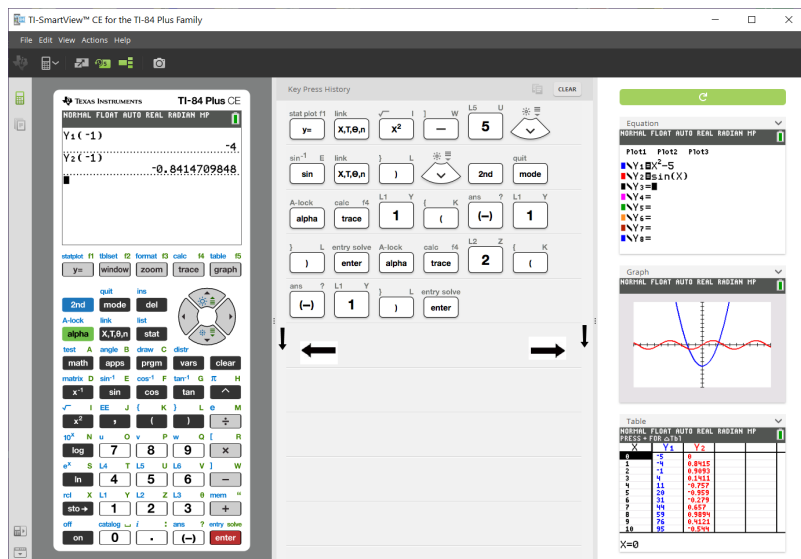 TI-SmartView™ CE for the TI-84 Plus Family
File Edit View Actions Help
TEXAS INSTRUMENTS TI-84 Plus CE
NORMAL FLOAT AUTO REAL RADIAN MP
Y₁(-1)
-4
Y₂(-1)
-0.8414709848
statplot f1 tblset f2 format f3 calc f4 table f5
y= window zoom trace graph
quit ins
2nd mode del
A-lock link list
alpha X,T,θ,n stat
test A angle B draw C distr
math apps prgm vars clear
matrix D sin⁻¹ E cos⁻¹ F tan⁻¹ G π H
x⁻¹ sin cos tan ^
√ I EE J { K } L e M
x² , ( ) ÷
10ˣ N u O v P w Q [ R
log 7 8 9 ×
eˣ S L4 T L5 U L6 V ] W
ln 4 5 6 −
rcl X L1 Y L2 Z L3 θ mem "
sto→ 1 2 3 +
off catalog i : ans ? entry solve
on 0 . (−) enter
Key Press History CLEAR
stat plot f1 link √ I ] W L5 U
y= X,T,θ,n x² − 5
sin⁻¹ E link } L quit
sin X,T,θ,n ) 2nd mode
A-lock calc f4 L1 Y { K ans ? L1 Y
alpha trace 1 ( (−) 1
} L entry solve A-lock calc f4 L2 Z { K
) enter alpha trace 2 (
ans ? L1 Y } L entry solve
(−) 1 ) enter
Equation
NORMAL FLOAT AUTO REAL RADIAN MP
Plot1 Plot2 Plot3
\Y₁=X²-5
\Y₂=sin(X)
\Y₃=
\Y₄=
\Y₅=
\Y₆=
\Y₇=
\Y₈=
Graph
NORMAL FLOAT AUTO REAL RADIAN MP
Table
NORMAL FLOAT AUTO REAL RADIAN MP
PRESS + FOR △Tbl
X Y₁ Y₂
0 -5 0
1 -4 0.8415
2 -1 0.9093
3 4 0.1411
4 11 -0.757
5 20 -0.959
6 31 -0.279
7 44 0.657
8 59 0.9894
9 76 0.4121
10 95 -0.544
X=0